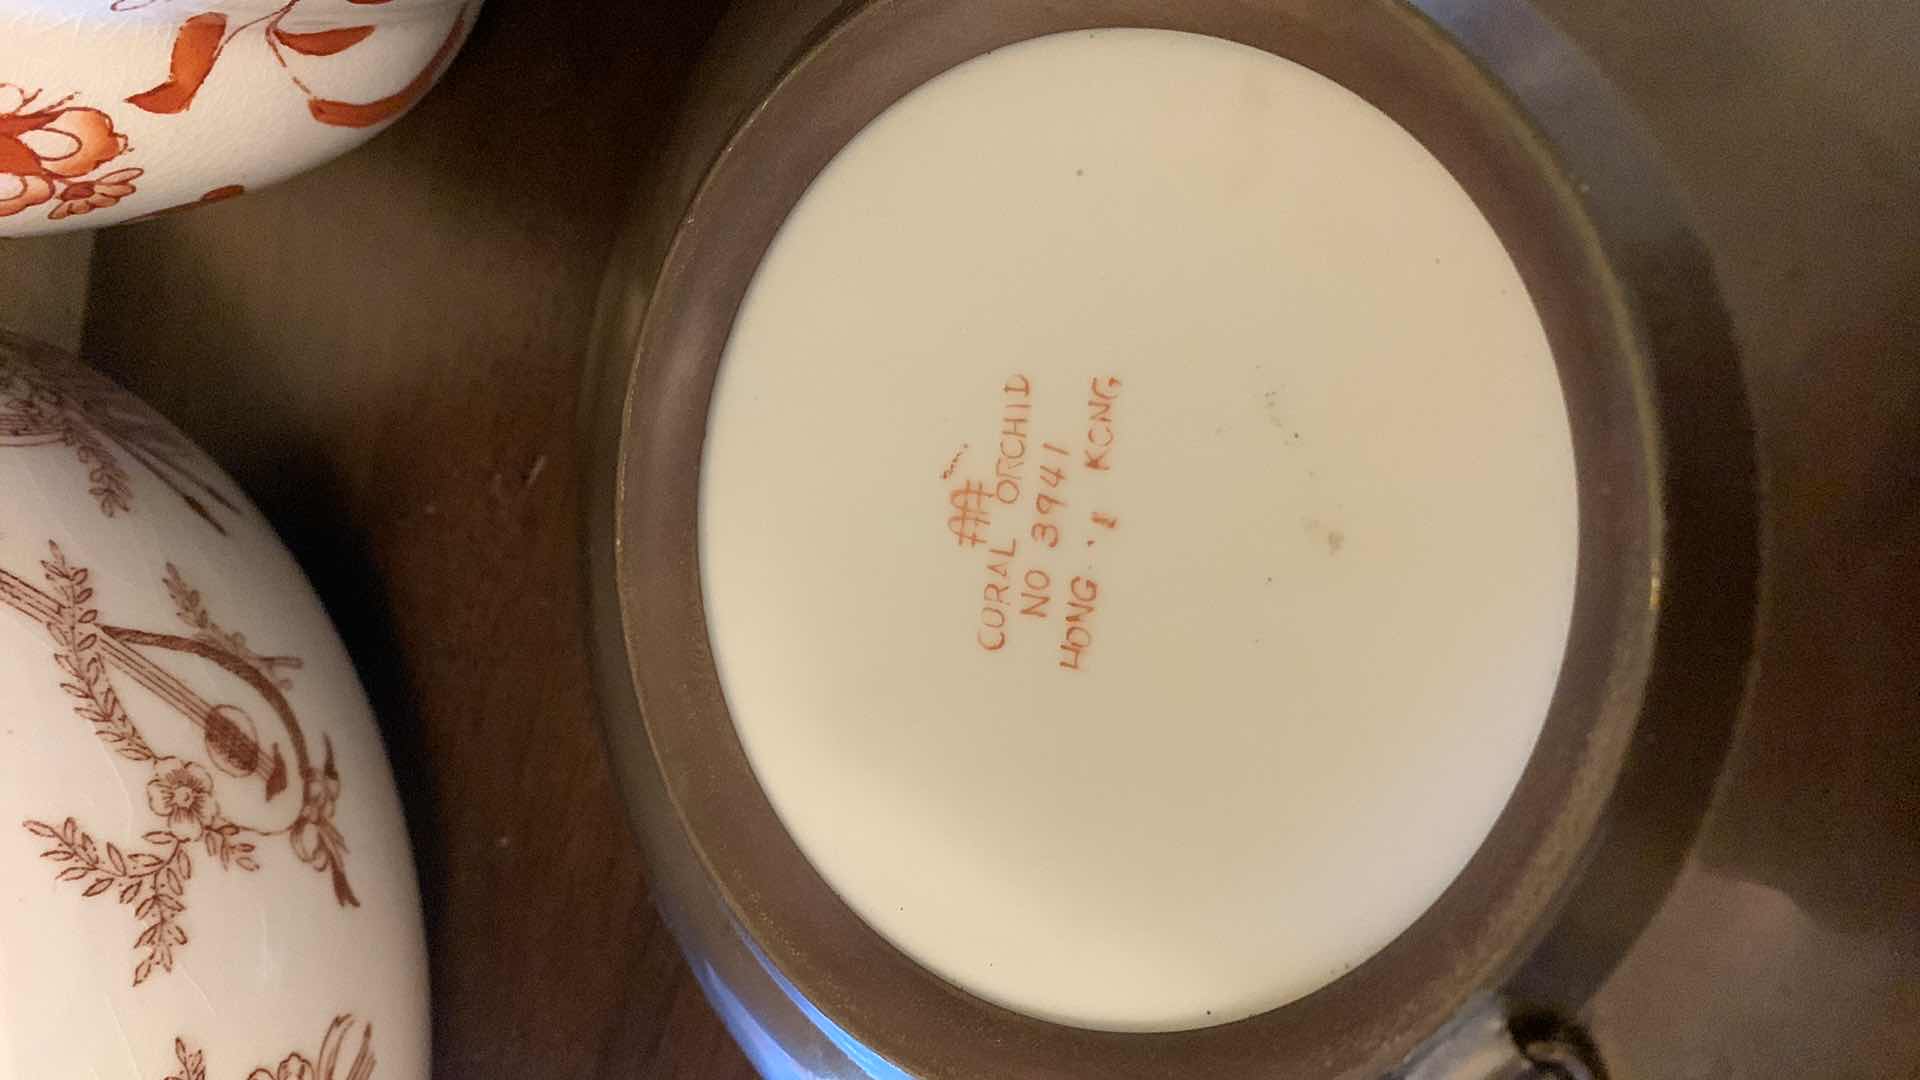 CORAL ORCHID
NO 3941
HONG KONG